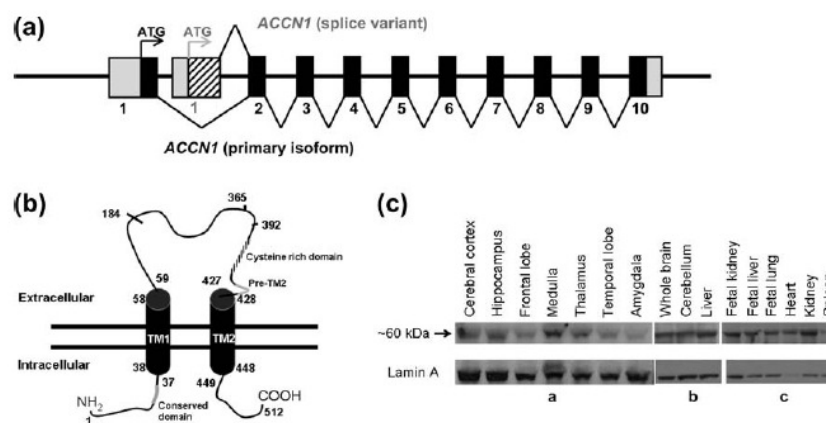 (a)
ACCN1 (splice variant)
ATG ATG
1 1 2 3 4 5 6 7 8 9 10
ACCN1 (primary isoform)
(b)
184
365
392
Cysteine rich domain
59
427
Pre-TM2
Extracellular
58
428
TM1
TM2
Intracellular
38
448
37
449
NH2
1
Conserved
domain
COOH
512
(c)
Cerebral cortex
Hippocampus
Frontal lobe
Medulla
Thalamus
Temporal lobe
Amygdala
Whole brain
Cerebellum
Liver
Fetal kidney
Fetal liver
Fetal lung
Heart
Kidney
~60 kDa
Lamin A
a b c